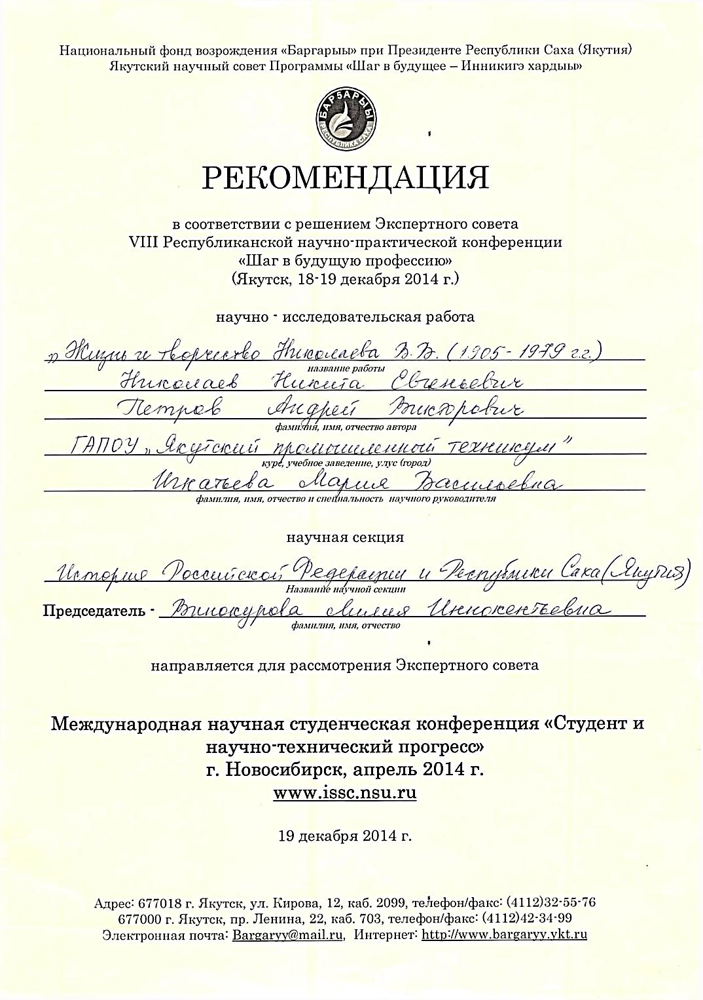 Национальный фонд возрождения «Баргарыы» при Президенте Республики Саха (Якутия)
Якутский научный совет Программы «Шаг в будущее – Инникигэ хардыы»
БАР5АРЫЫ
РЕСПУБЛИКА САХА
РЕКОМЕНДАЦИЯ
в соответствии с решением Экспертного совета
VIII Республиканской научно-практической конференции
«Шаг в будущую профессию»
(Якутск, 18-19 декабря 2014 г.)
научно - исследовательская работа
„Жизнь и творчество Николаева В.В. (1905 - 1979 г.г.)
название работы
Николаев Никита Евгеньевич
Петров Андрей Викторович
фамилия, имя, отчество автора
ГАПОУ „Якутский промышленный техникум"
курс, учебное заведение, улус (город)
Игнатьева Мария Васильевна
фамилия, имя, отчество и специальность научного руководителя
научная секция
История Российской Федерации и Республики Саха (Якутия)
Название научной секции
Председатель - Винокурова Лилия Иннокентьевна
фамилия, имя, отчество
направляется для рассмотрения Экспертного совета
Международная научная студенческая конференция «Студент и
научно-технический прогресс»
г. Новосибирск, апрель 2014 г.
www.issc.nsu.ru
19 декабря 2014 г.
Адрес: 677018 г. Якутск, ул. Кирова, 12, каб. 2099, телефон/факс: (4112)32-55-76
677000 г. Якутск, пр. Ленина, 22, каб. 703, телефон/факс: (4112)42-34-99
Электронная почта: Bargaryy@mail.ru, Интернет: http://www.bargaryy.ykt.ru